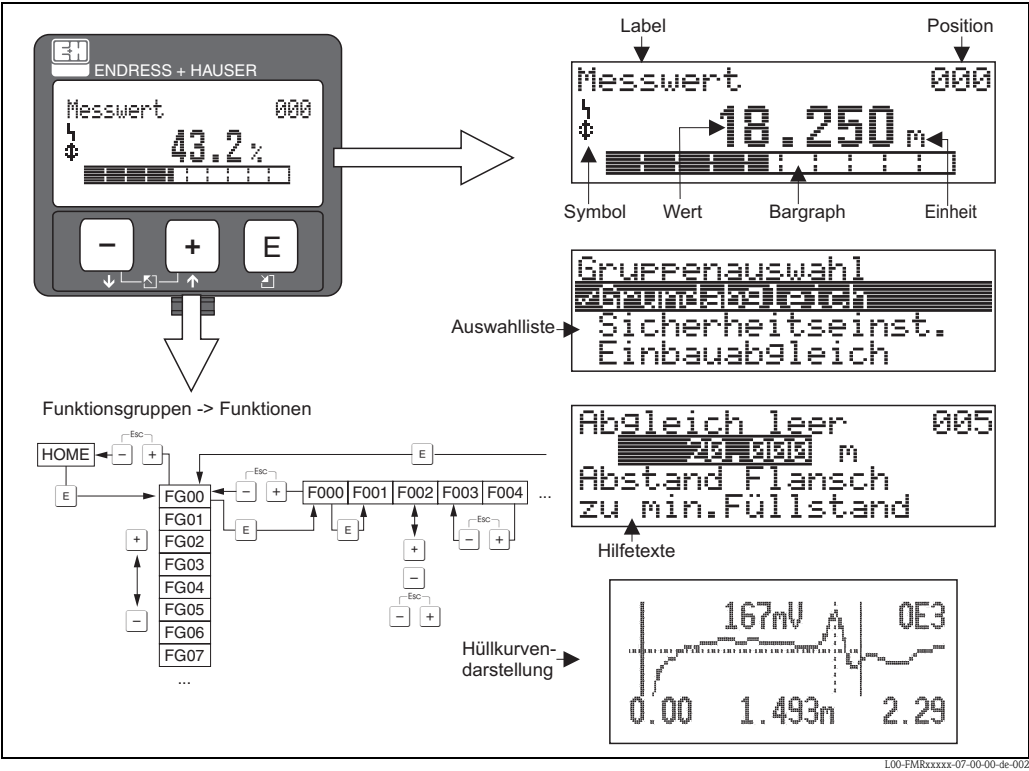 E+H
ENDRESS + HAUSER
Messwert 000
43.2 %
− + E
Label Position
Messwert 000
18.250 m
Symbol Wert Bargraph Einheit
Gruppenauswahl
✓Grundabgleich
Sicherheitseinst.
Einbauabgleich
Auswahlliste
Abgleich leer 005
20.000 m
Abstand Flansch
zu min.Füllstand
Hilfetexte
167mV 0E3
0.00 1.493m 2.29
Hüllkurven-
darstellung
Funktionsgruppen -> Funktionen
Esc
HOME − +
E
E
Esc
− +
FG00 F000 F001 F002 F003 F004 ...
E E
FG01
FG02
FG03
FG04
FG05
FG06
FG07
...
+
−
+
−
Esc
− +
Esc
− +
L00-FMRxxxxx-07-00-00-de-002